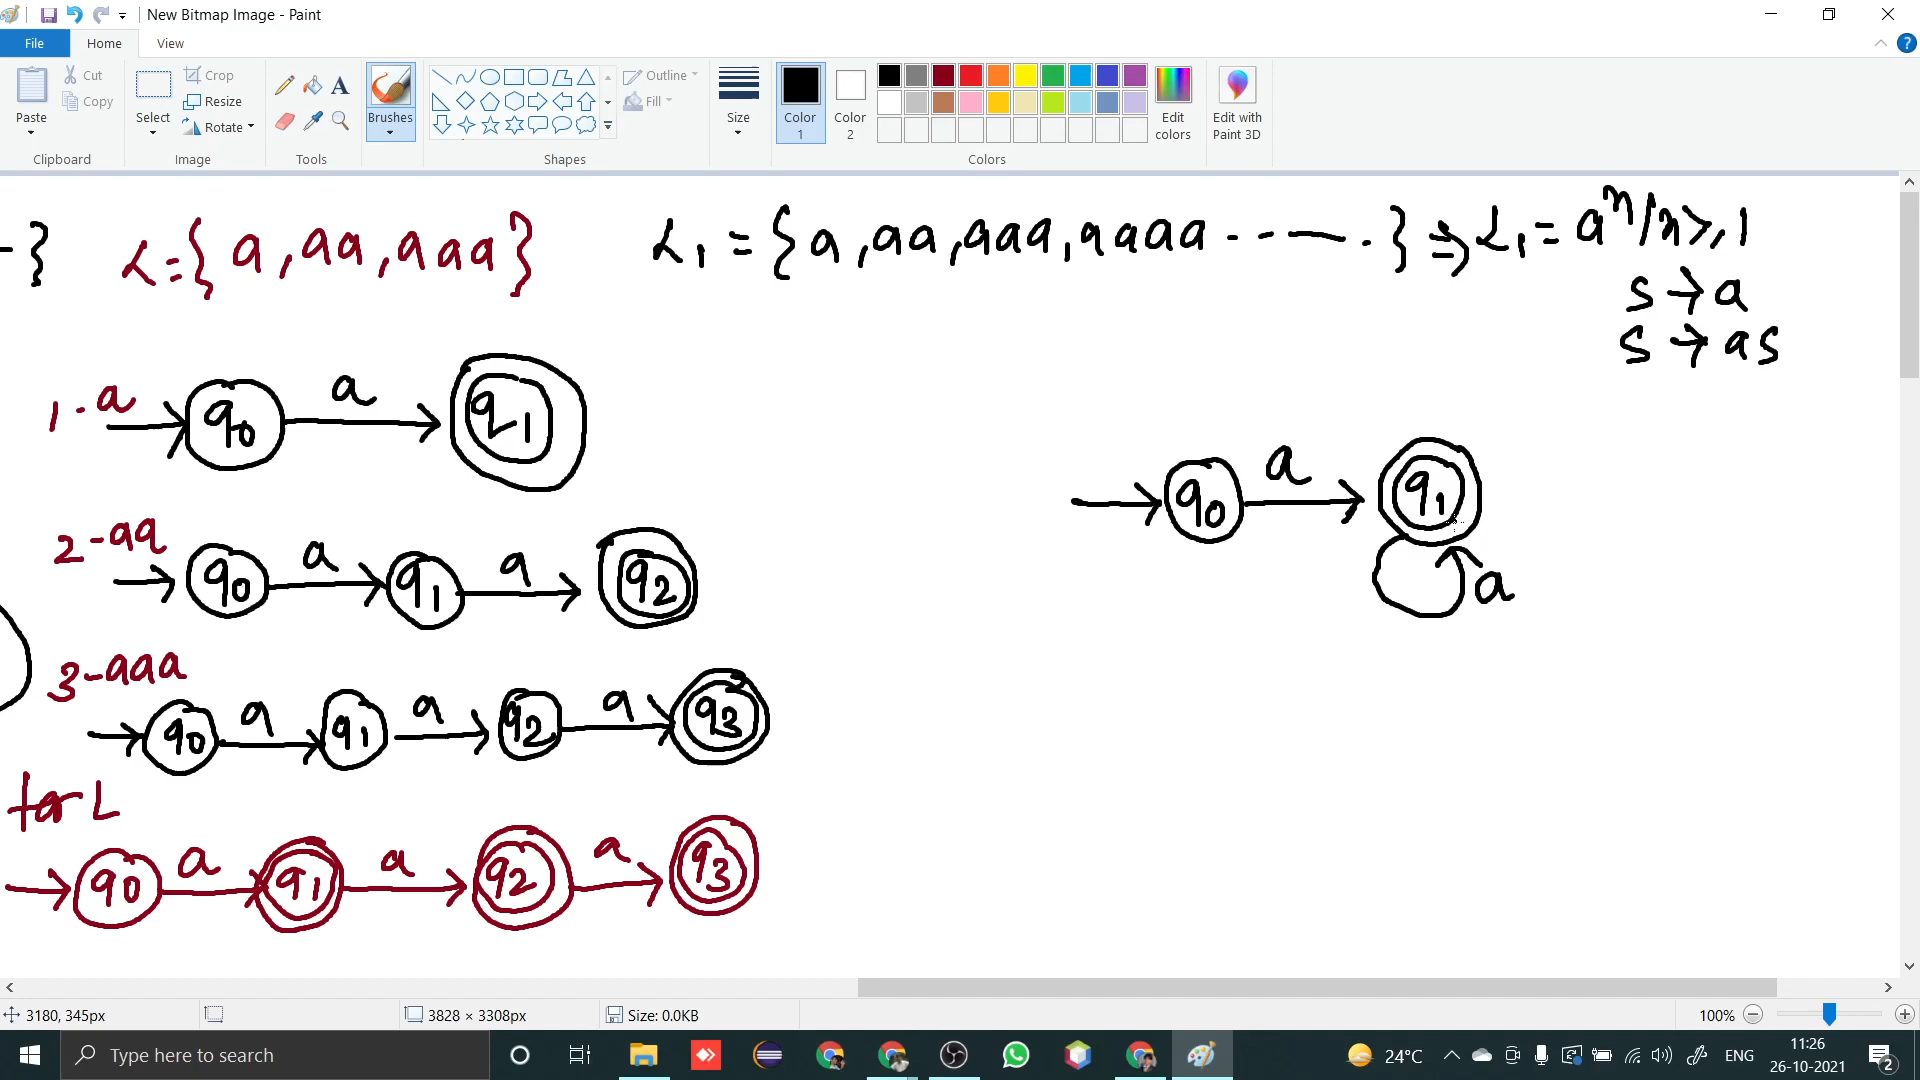 New Bitmap Image - Paint
File Home View
Cut
Copy
Paste
Clipboard
Select
Crop
Resize
Rotate
Image
A
Tools
Brushes
Outline
Fill
Shapes
Size
Color 1
Color 2
Edit colors
Edit with Paint 3D
Colors
}
L = { a, aa, aaa }
L1 = { a, aa, aaa, aaaa - - — . } ⇒ L1 = a^n / n ≥ 1
S → a
S → aS
1 - a
q0 a q1
2 - aa
q0 a q1 a q2
3 - aaa
q0 a q1 a q2 a q3
for L
q0 a q1 a q2 a q3
q0 a q1
a
3180, 345px
3828 × 3308px
Size: 0.0KB
100%
Type here to search
24°C
ENG
11:26
26-10-2021
2